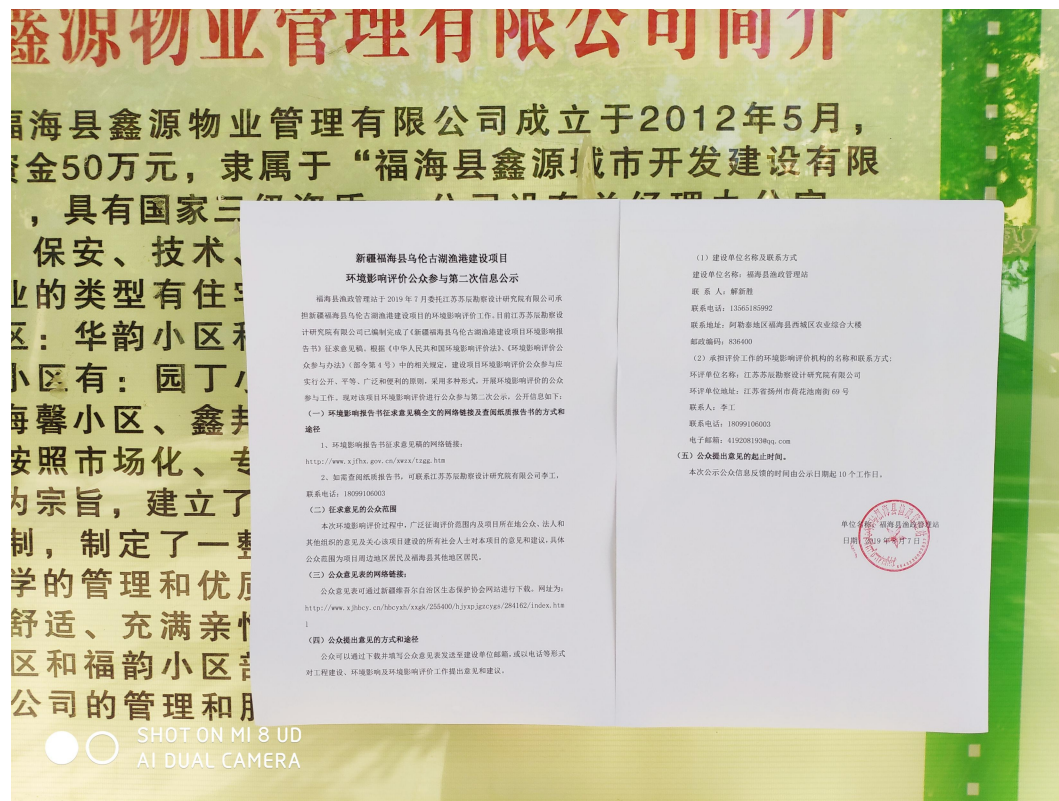 鑫源物业管理有限公司简介
福海县鑫源物业管理有限公司成立于2012年5月，
资金50万元，隶属于“福海县鑫源城市开发建设有限
，具有国家三级资质
保安、技术、
业的类型有住宅
区：华韵小区和
小区有：园丁小
海馨小区、鑫邦
按照市场化、专
为宗旨，建立了
制，制定了一整
学的管理和优质
舒适、充满亲情
区和福韵小区部
公司的管理和服
新疆福海县乌伦古湖渔港建设项目
环境影响评价公众参与第二次信息公示
福海县渔政管理站于 2019 年 7 月委托江苏苏辰勘察设计研究院有限公司承
担新疆福海县乌伦古湖渔港建设项目的环境影响评价工作。目前江苏苏辰勘察设
计研究院有限公司已编制完成了《新疆福海县乌伦古湖渔港建设项目环境影响报
告书》征求意见稿。根据《中华人民共和国环境影响评价法》、《环境影响评价公
众参与办法》（部令第 4 号）中的相关规定，建设项目环境影响评价公众参与应
实行公开、平等、广泛和便利的原则，采用多种形式，开展环境影响评价的公众
参与工作。现对该项目环境影响评价进行公众参与第二次公示，公开信息如下：
（一）环境影响报告书征求意见稿全文的网络链接及查阅纸质报告书的方式和
途径
1、环境影响报告书征求意见稿的网络链接：
http://www.xjfhx.gov.cn/xwzx/tzgg.htm
2、如需查阅纸质报告书，可联系江苏苏辰勘察设计研究院有限公司李工，
联系电话：18099106003
（二）征求意见的公众范围
本次环境影响评价过程中，广泛征询评价范围内及项目所在地公众、法人和
其他组织的意见及关心该项目建设的所有社会人士对本项目的意见和建议，具体
公众范围为项目周边地区居民及福海县其他地区居民。
（三）公众意见表的网络链接：
公众意见表可通过新疆维吾尔自治区生态保护协会网站进行下载，网址为：
http://www.xjhbcy.cn/hbcyxh/xxgk/255400/hjyxpjgzcygs/284162/index.htm
l
（四）公众提出意见的方式和途径
公众可以通过下载并填写公众意见表发送至建设单位邮箱，或以电话等形式
对工程建设、环境影响及环境影响评价工作提出意见和建议。
（1）建设单位名称及联系方式
建设单位名称：福海县渔政管理站
联 系 人：解新胜
联系电话：13565185992
联系地址：阿勒泰地区福海县西城区农业综合大楼
邮政编码：836400
（2）承担评价工作的环境影响评价机构的名称和联系方式：
环评单位名称：江苏苏辰勘察设计研究院有限公司
环评单位地址：江苏省扬州市荷花池南街 69 号
联系人：李工
联系电话：18099106003
电子邮箱：419208193@qq.com
（五）公众提出意见的起止时间。
本次公示公众信息反馈的时间由公示日期起 10 个工作日。
单位名称：福海县渔政管理站
日期：2019 年 月 7 日
SHOT ON MI 8 UD
AI DUAL CAMERA